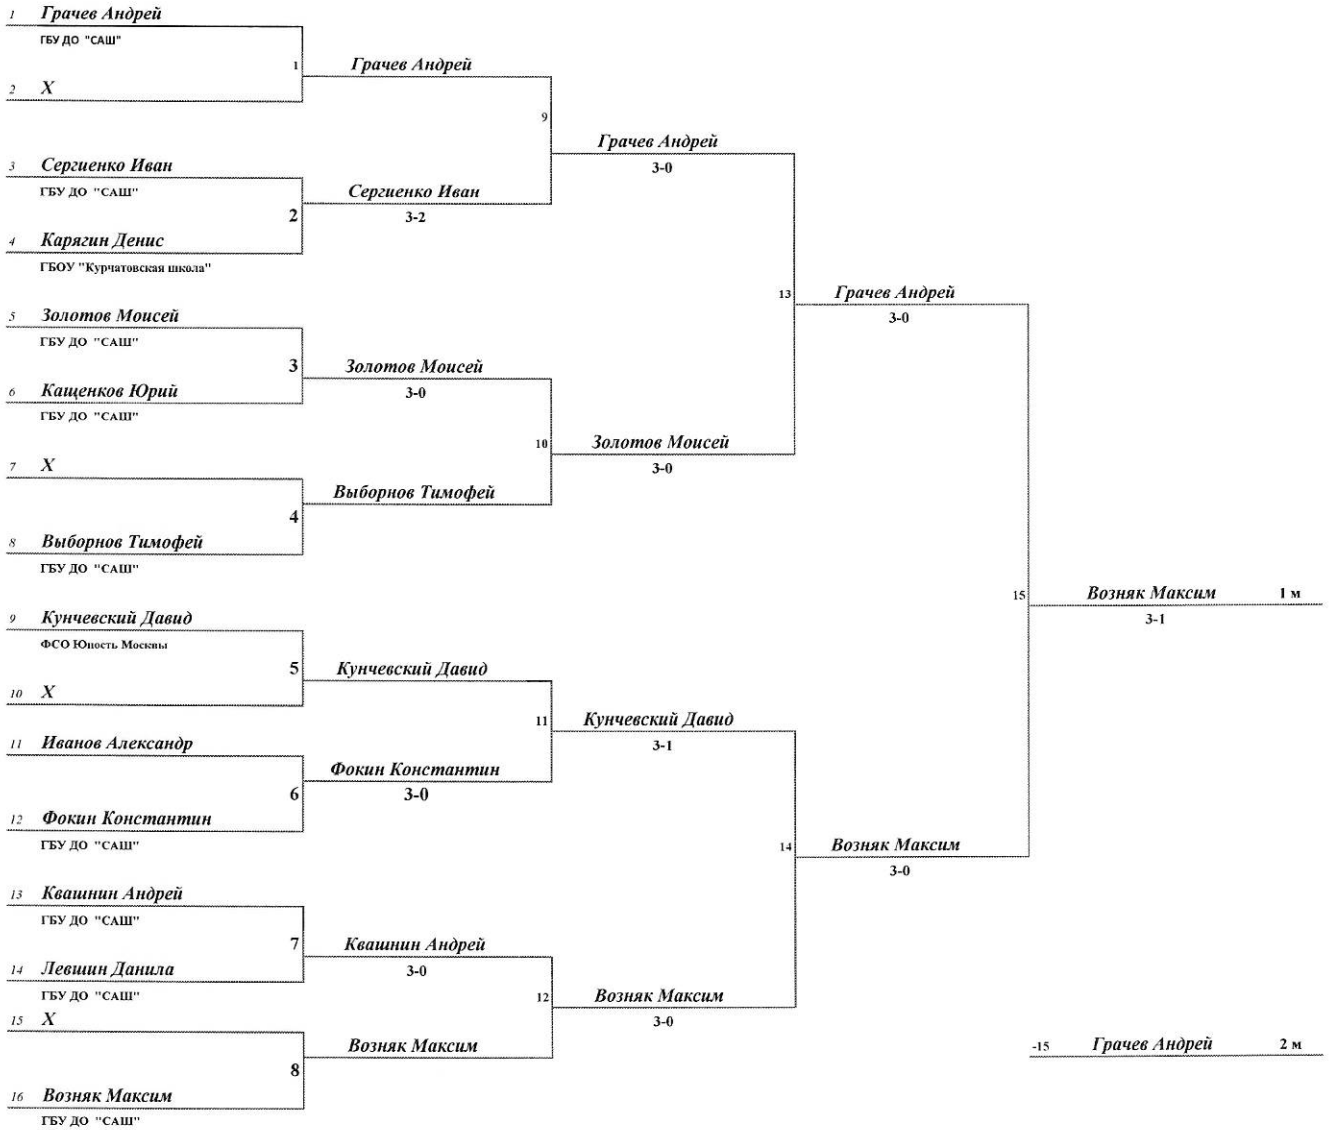 1 Грачев Андрей
ГБУ ДО "САШ"
1 Грачев Андрей
2 X
9
Грачев Андрей
3-0
3 Сергиенко Иван
ГБУ ДО "САШ"
2 Сергиенко Иван
3-2
4 Карягин Денис
ГБОУ "Курчатовская школа"
13 Грачев Андрей
3-0
5 Золотов Моисей
ГБУ ДО "САШ"
3 Золотов Моисей
3-0
6 Кащенков Юрий
ГБУ ДО "САШ"
10 Золотов Моисей
3-0
7 X
4 Выборнов Тимофей
8 Выборнов Тимофей
ГБУ ДО "САШ"
15 Возняк Максим 1 м
3-1
9 Кунчевский Давид
ФСО Юность Москвы
5 Кунчевский Давид
10 X
11 Кунчевский Давид
3-1
11 Иванов Александр
6 Фокин Константин
3-0
12 Фокин Константин
ГБУ ДО "САШ"
14 Возняк Максим
3-0
13 Квашнин Андрей
ГБУ ДО "САШ"
7 Квашнин Андрей
3-0
14 Левшин Данила
ГБУ ДО "САШ"
12 Возняк Максим
3-0
15 X
8 Возняк Максим
-15 Грачев Андрей 2 м
16 Возняк Максим
ГБУ ДО "САШ"